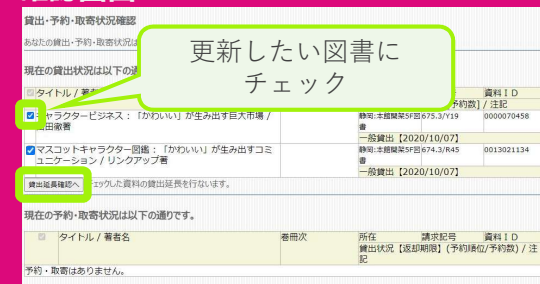 貸出・予約・取寄状況確認
あなたの貸出・予約・取寄状況は
更新したい図書に
チェック
現在の貸出状況は以下の通
タイトル / 著者
資料ＩＤ
予約数] / 注記
キャラクタービジネス：「かわいい」が生み出す巨大市場 /
山田徹著
静岡:本館開架5F図
書
675.3/Y19
0000070458
一般貸出【2020/10/07】
マスコットキャラクター図鑑：「かわいい」が生み出すコミ
ュニケーション / リンクアップ著
静岡:本館開架5F図
書
674.3/R45
0013021134
一般貸出【2020/10/07】
貸出延長確認へ
チェックした資料の貸出延長を行ないます。
現在の予約・取寄状況は以下の通りです。
タイトル / 著者名 巻冊次 所在 請求記号 資料ＩＤ
貸出状況【返却期限】(予約順位/予約数) / 注
記
予約・取寄はありません。